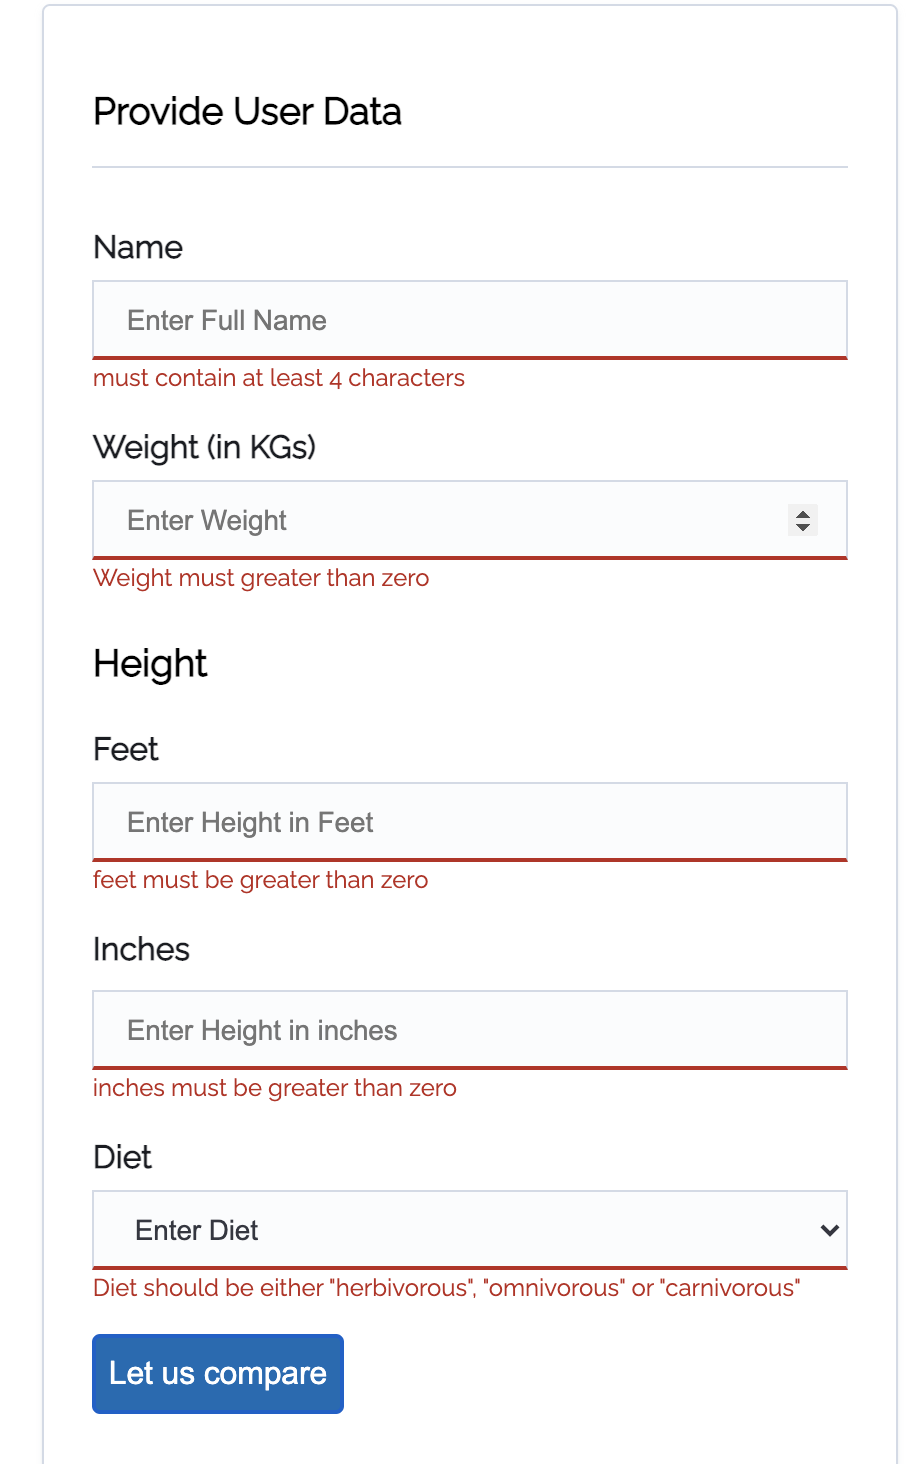 Provide User Data
Name
Enter Full Name
must contain at least 4 characters
Weight (in KGs)
Enter Weight
Weight must greater than zero
Height
Feet
Enter Height in Feet
feet must be greater than zero
Inches
Enter Height in inches
inches must be greater than zero
Diet
Enter Diet
Diet should be either "herbivorous", "omnivorous" or "carnivorous"
Let us compare